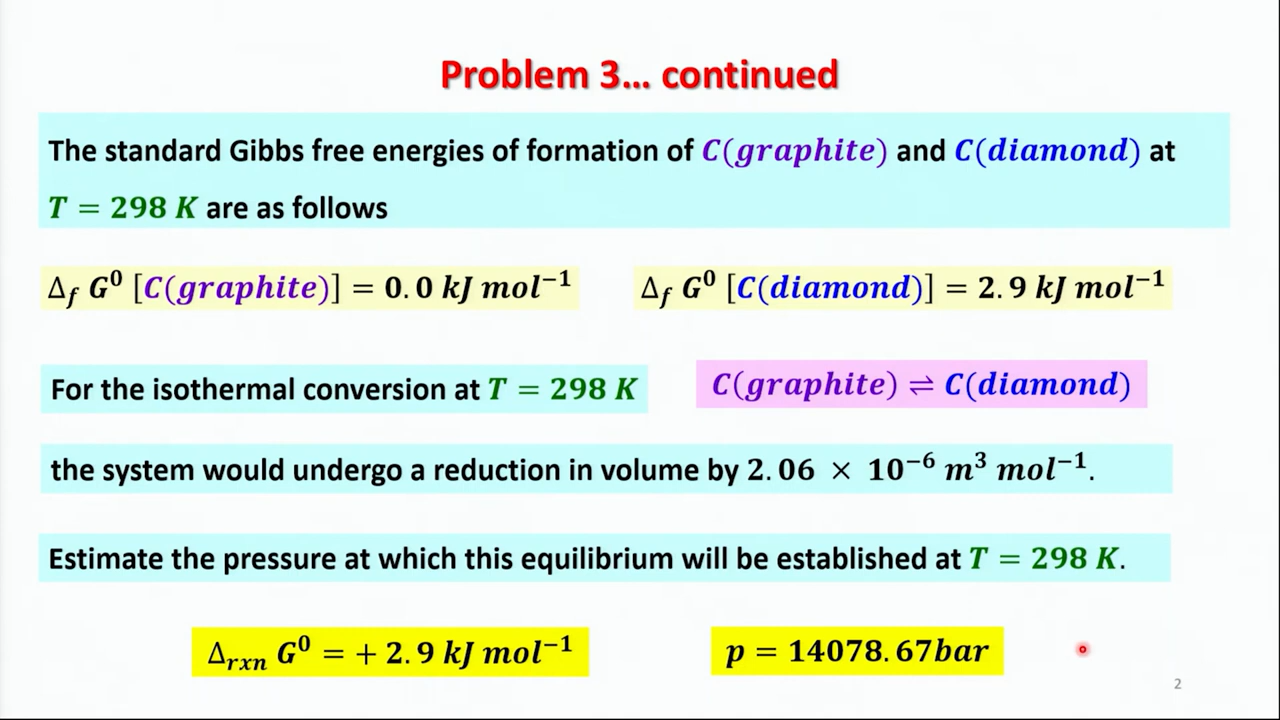 Problem 3... continued
The standard Gibbs free energies of formation of C(graphite) and C(diamond) at
T = 298 K are as follows
Δ_f G⁰ [C(graphite)] = 0.0 kJ mol⁻¹
Δ_f G⁰ [C(diamond)] = 2.9 kJ mol⁻¹
For the isothermal conversion at T = 298 K
C(graphite) ⇌ C(diamond)
the system would undergo a reduction in volume by 2.06 × 10⁻⁶ m³ mol⁻¹.
Estimate the pressure at which this equilibrium will be established at T = 298 K.
Δ_rxn G⁰ = + 2.9 kJ mol⁻¹
p = 14078.67bar
2